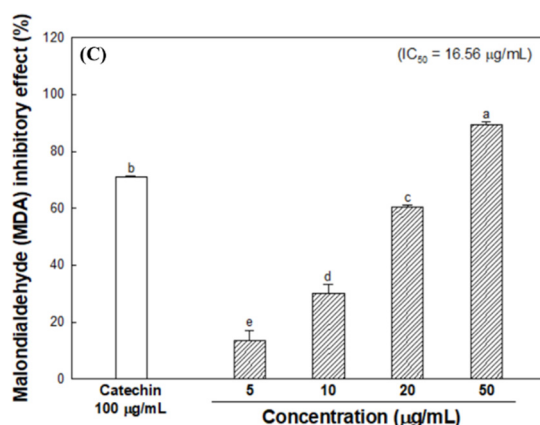 Malondialdehyde (MDA) inhibitory effect (%)
120
100
80
60
40
20
0
(C)
(IC50 = 16.56 μg/mL)
b
e
d
c
a
Catechin
100 μg/mL
5 10 20 50
Concentration (μg/mL)